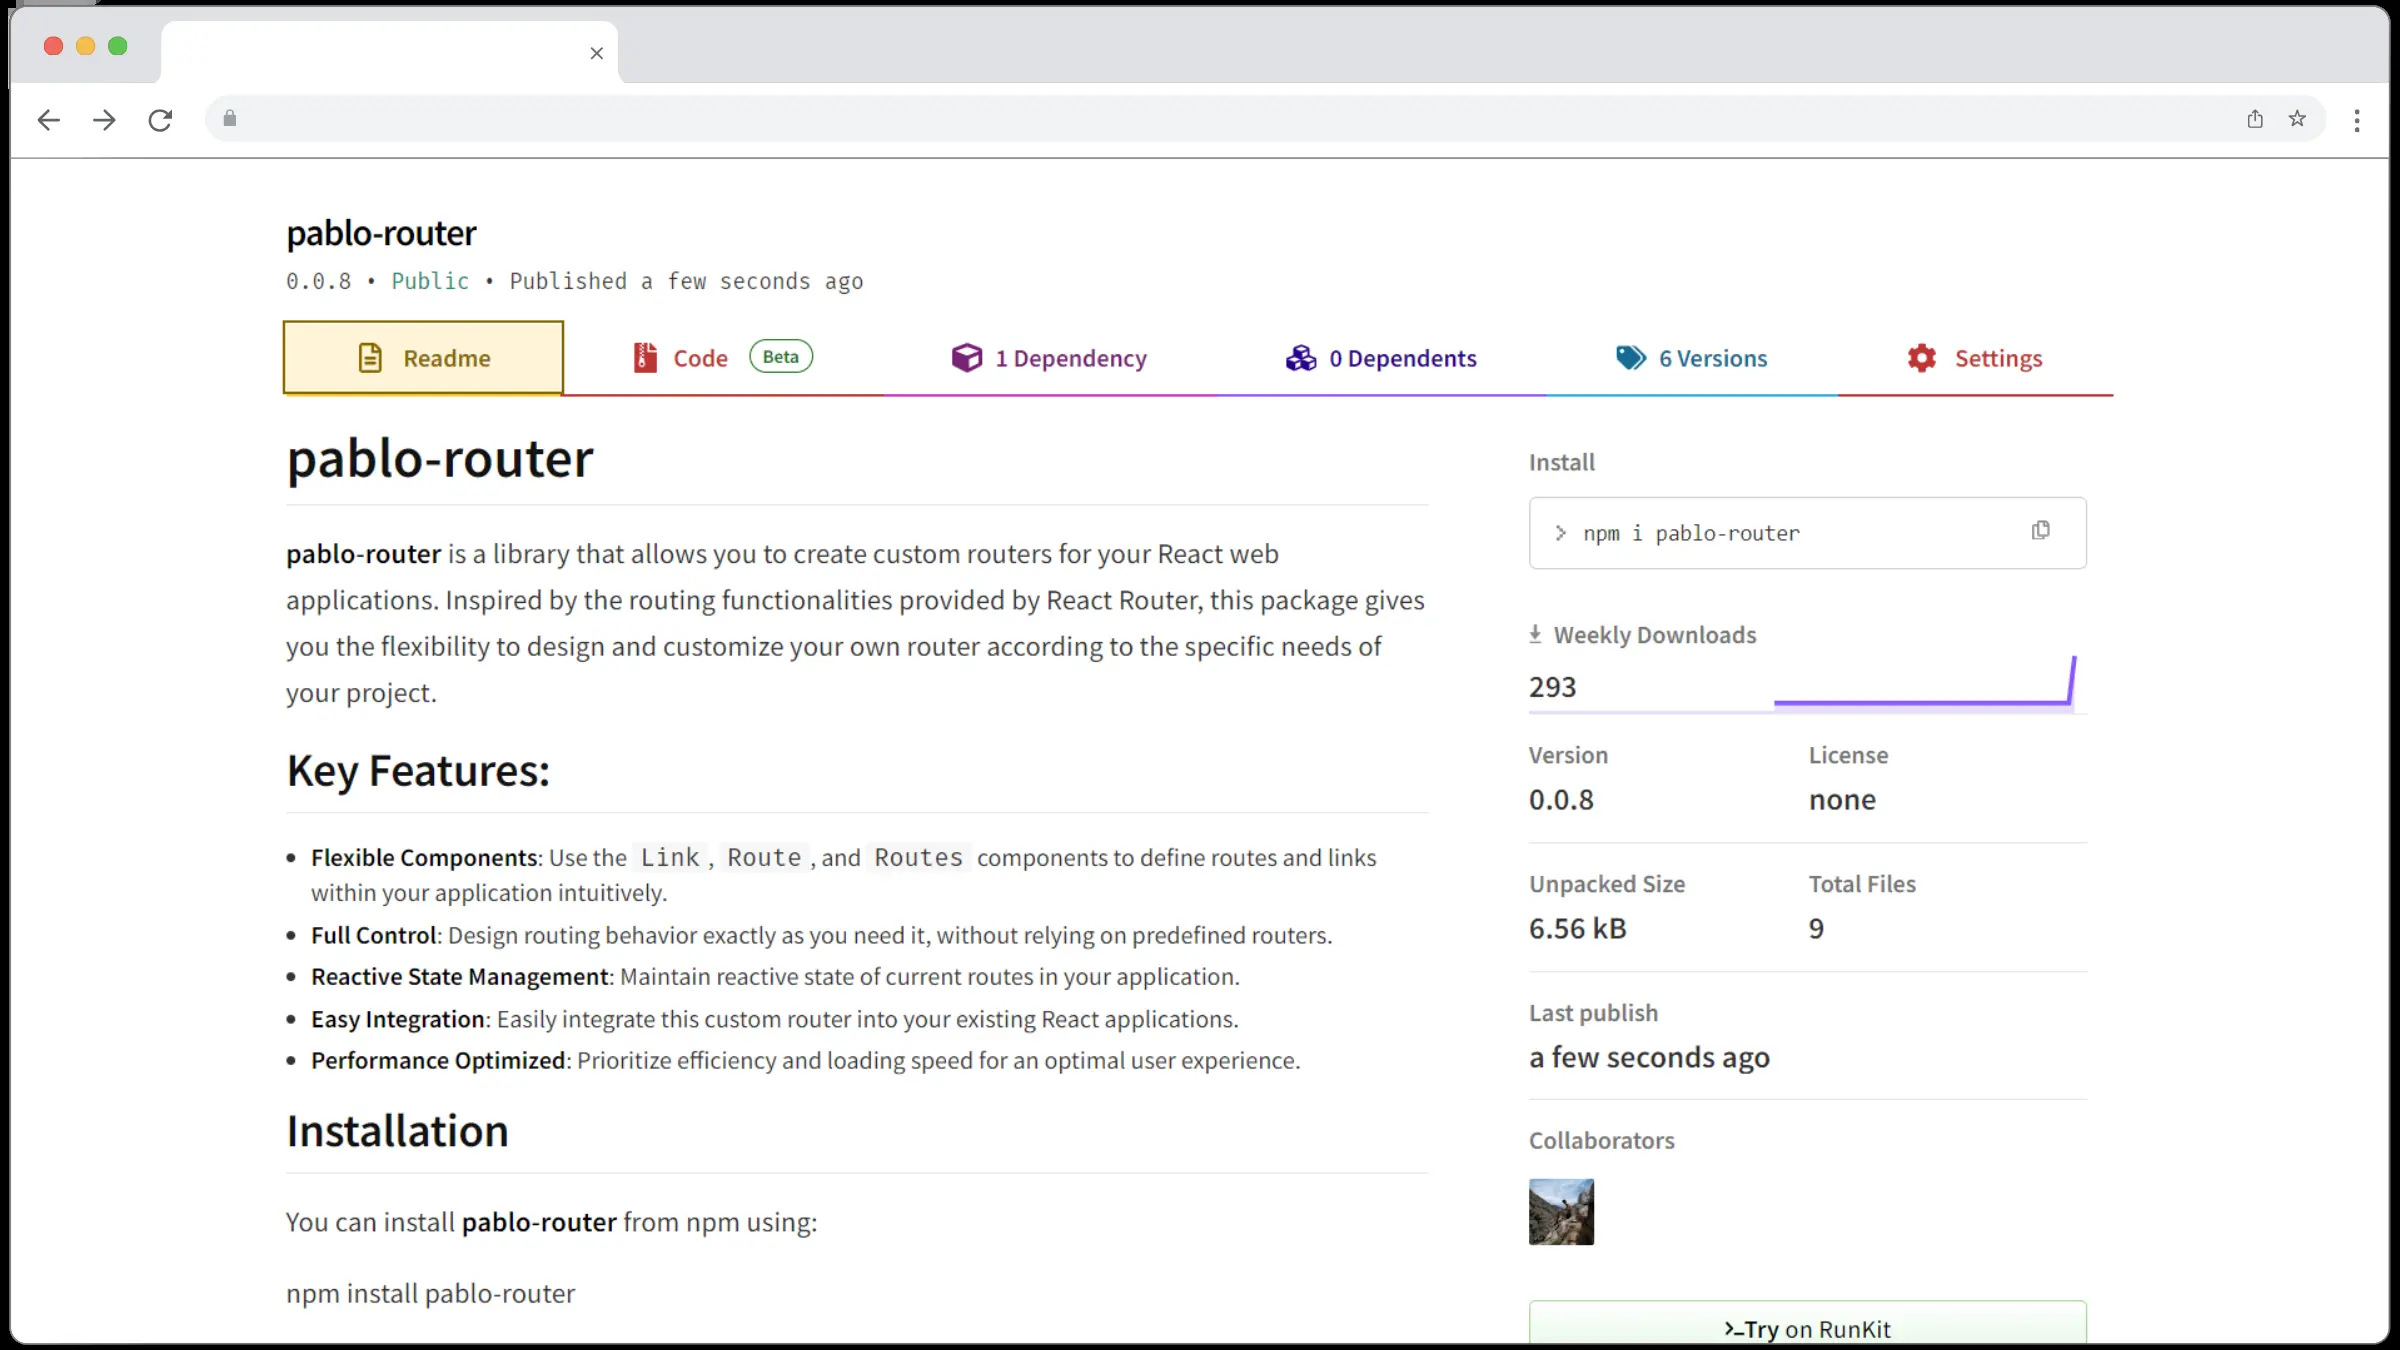 pablo-router
0.0.8 • Public • Published a few seconds ago
Readme
Code Beta
1 Dependency
0 Dependents
6 Versions
Settings
pablo-router
pablo-router is a library that allows you to create custom routers for your React web
applications. Inspired by the routing functionalities provided by React Router, this package gives
you the flexibility to design and customize your own router according to the specific needs of
your project.
Key Features:
• Flexible Components: Use the Link, Route, and Routes components to define routes and links
within your application intuitively.
• Full Control: Design routing behavior exactly as you need it, without relying on predefined routers.
• Reactive State Management: Maintain reactive state of current routes in your application.
• Easy Integration: Easily integrate this custom router into your existing React applications.
• Performance Optimized: Prioritize efficiency and loading speed for an optimal user experience.
Installation
You can install pablo-router from npm using:
npm install pablo-router
Install
> npm i pablo-router
Weekly Downloads
293
Version
0.0.8
License
none
Unpacked Size
6.56 kB
Total Files
9
Last publish
a few seconds ago
Collaborators
>_Try on RunKit